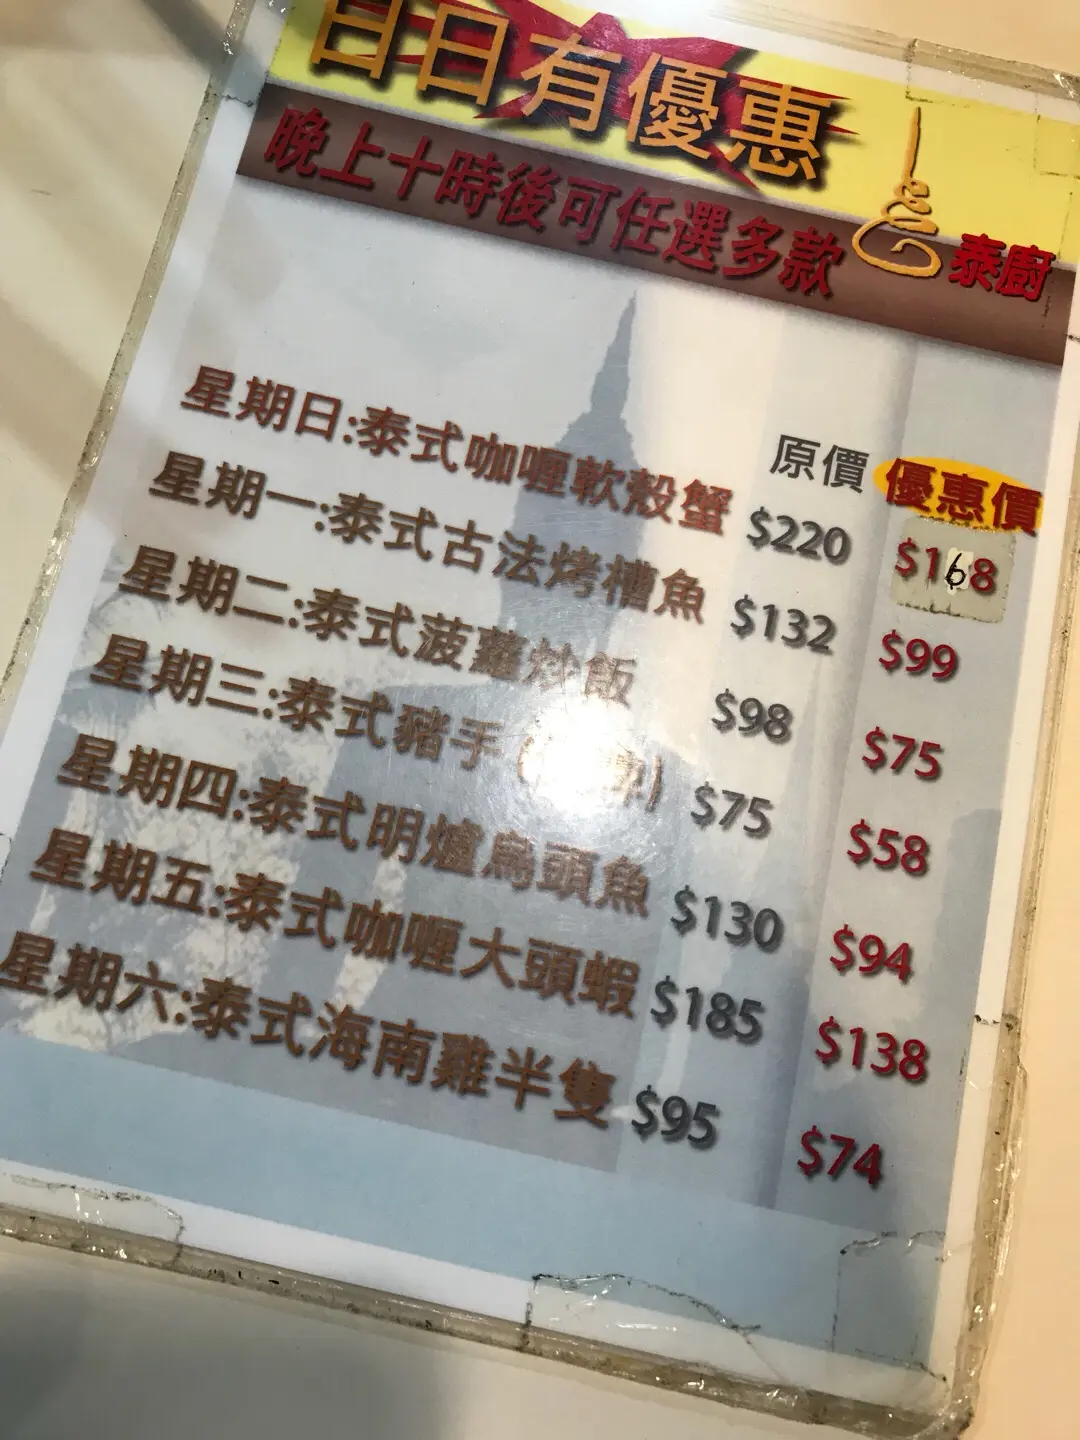 日日有優惠
晚上十時後可任選多款
泰廚
原價 優惠價
星期日:泰式咖喱軟殼蟹 $220 $168
星期一:泰式古法烤槽魚 $132 $99
星期二:泰式菠蘿炒飯 $98 $75
星期三:泰式豬手 $75 $58
星期四:泰式明爐烏頭魚 $130 $94
星期五:泰式咖喱大頭蝦 $185 $138
星期六:泰式海南雞半隻 $95 $74